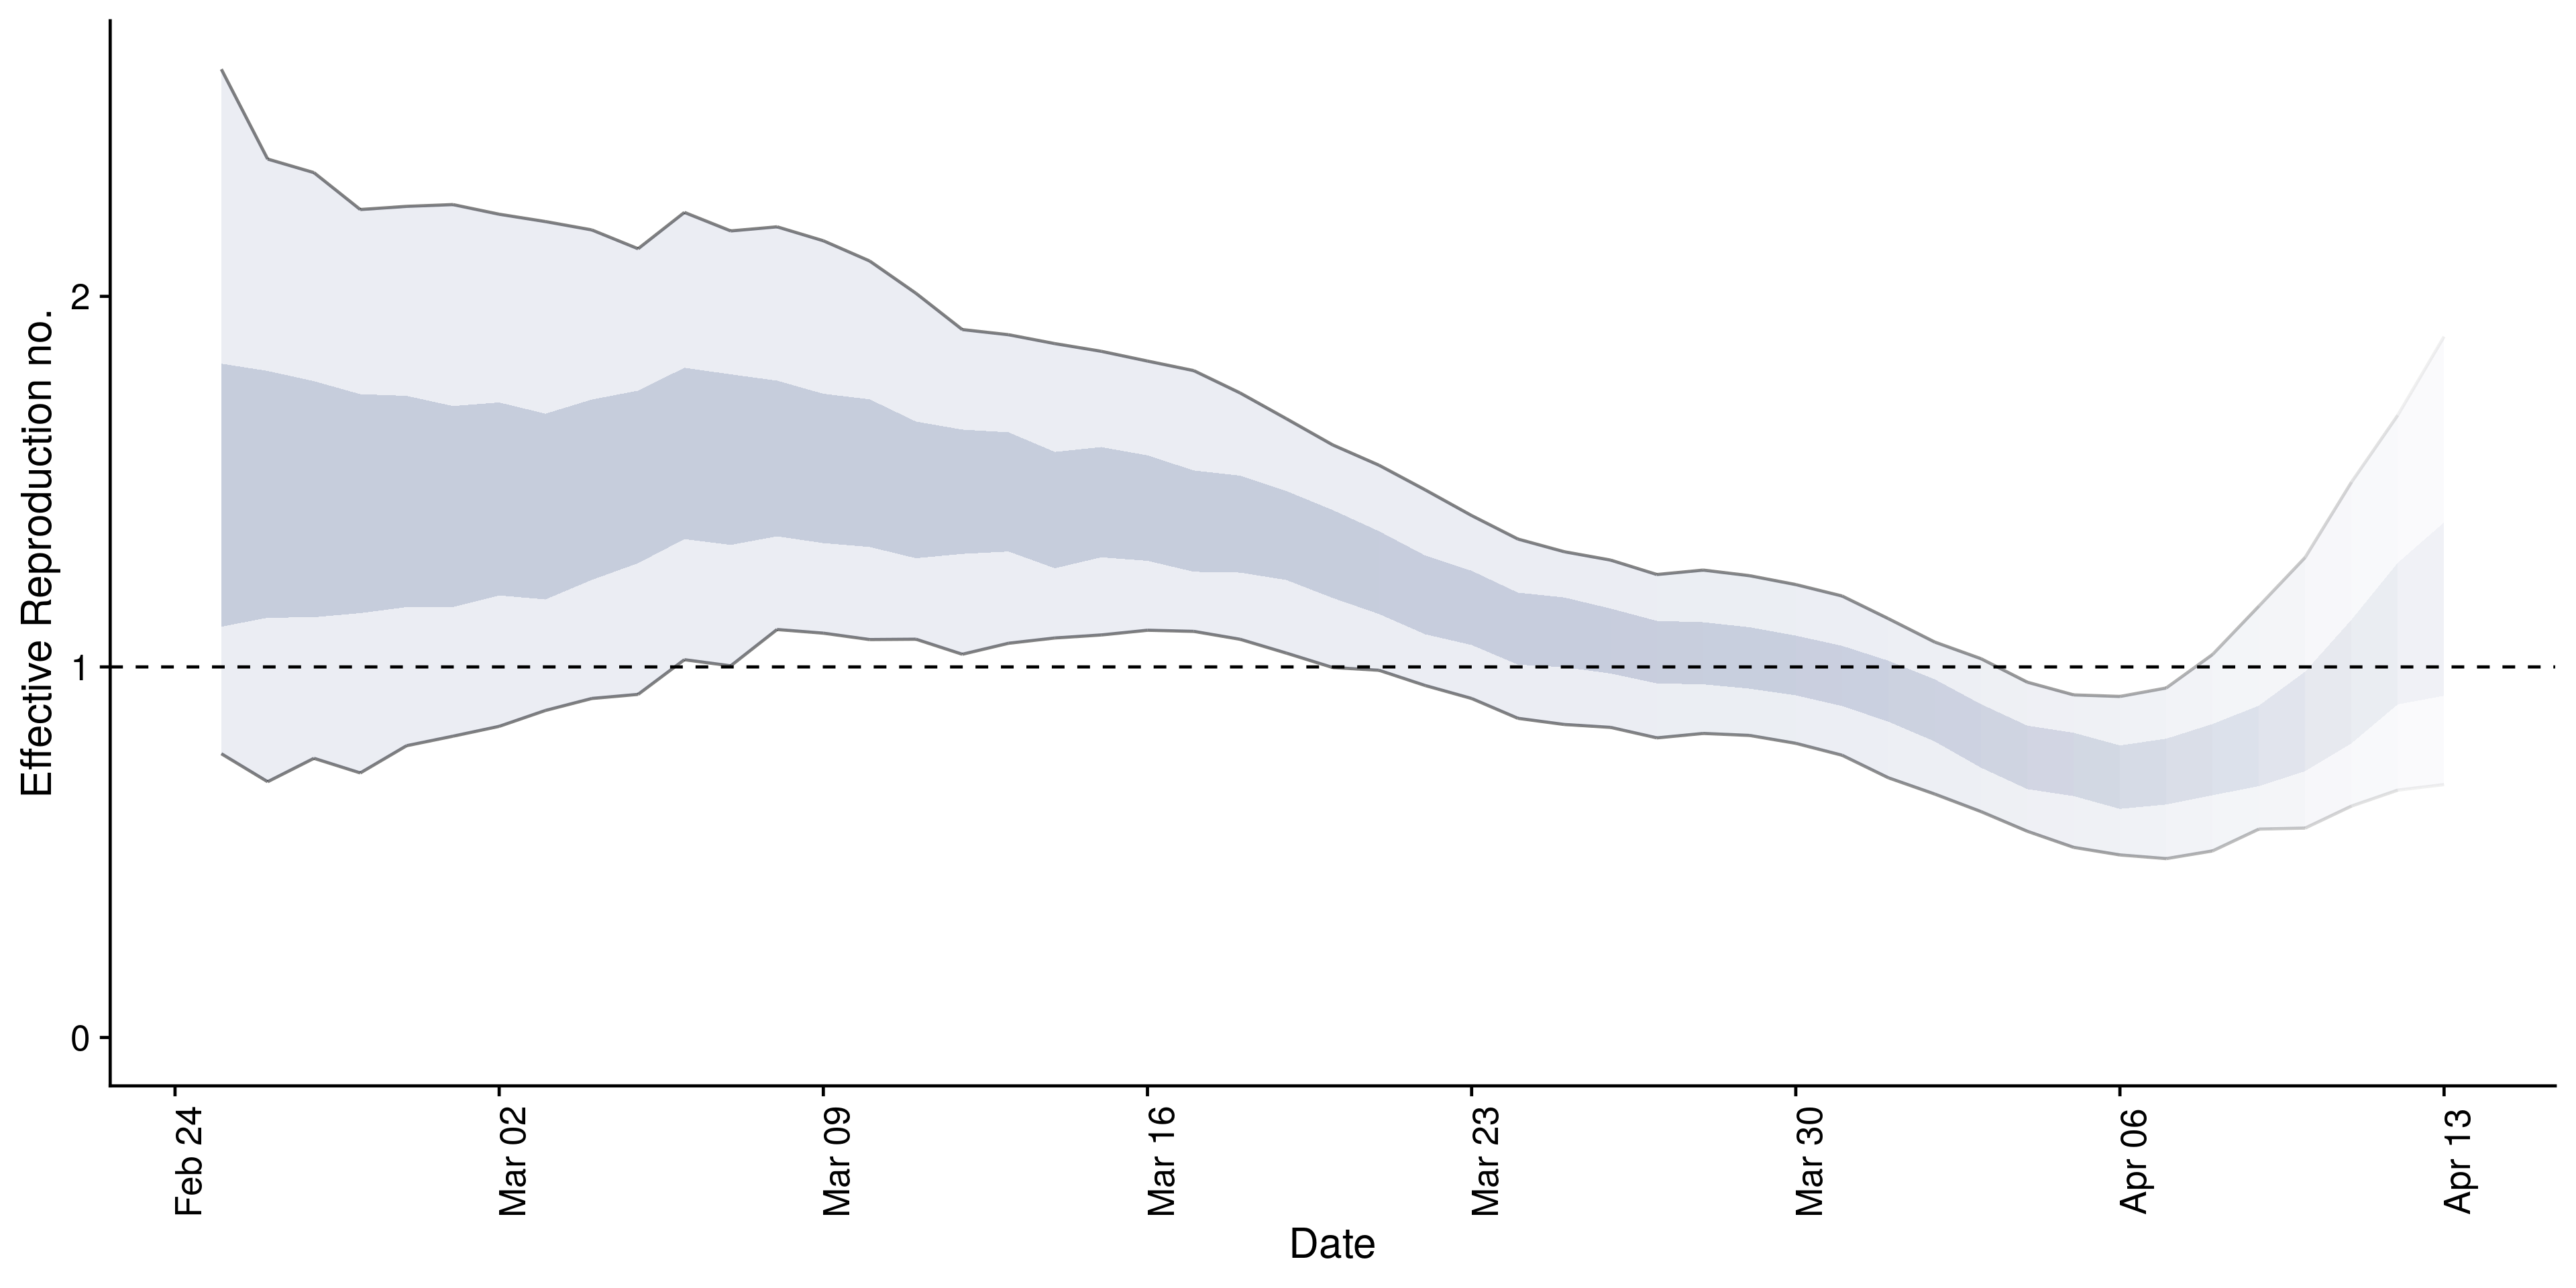 Effective Reproduction no.
2
1
0
Feb 24
Mar 02
Mar 09
Mar 16
Mar 23
Mar 30
Apr 06
Apr 13
Date